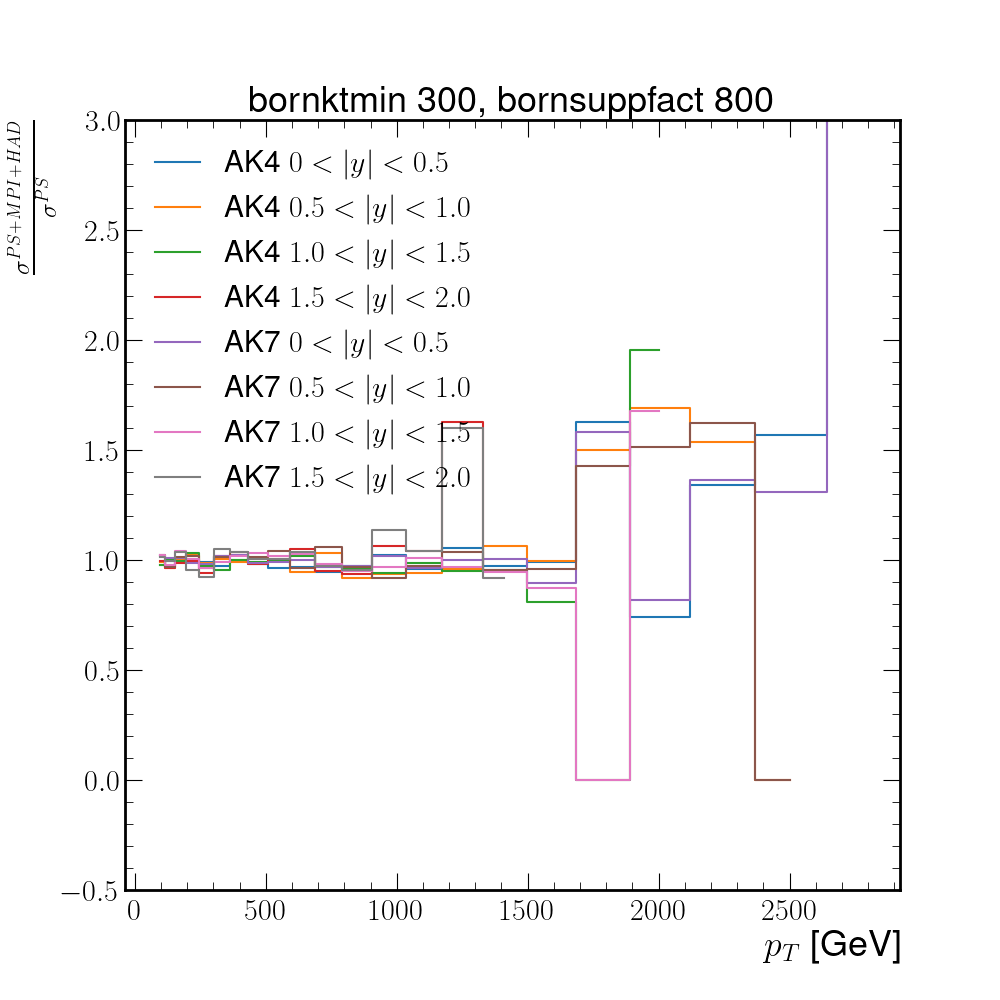 bornktmin 300, bornsuppfact 800
σ^{PS+MPI+HAD}
σ^{PS}
3.0
2.5
2.0
1.5
1.0
0.5
0.0
−0.5
AK4 0 < |y| < 0.5
AK4 0.5 < |y| < 1.0
AK4 1.0 < |y| < 1.5
AK4 1.5 < |y| < 2.0
AK7 0 < |y| < 0.5
AK7 0.5 < |y| < 1.0
AK7 1.0 < |y| < 1.5
AK7 1.5 < |y| < 2.0
0 500 1000 1500 2000 2500
p_T [GeV]